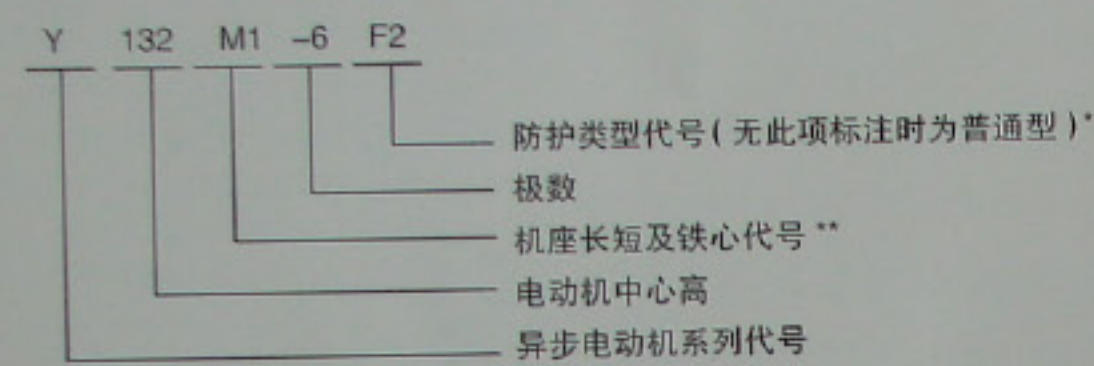 Y 132 M1 -6 F2
防护类型代号(无此项标注时为普通型)*
极数
机座长短及铁心代号**
电动机中心高
异步电动机系列代号